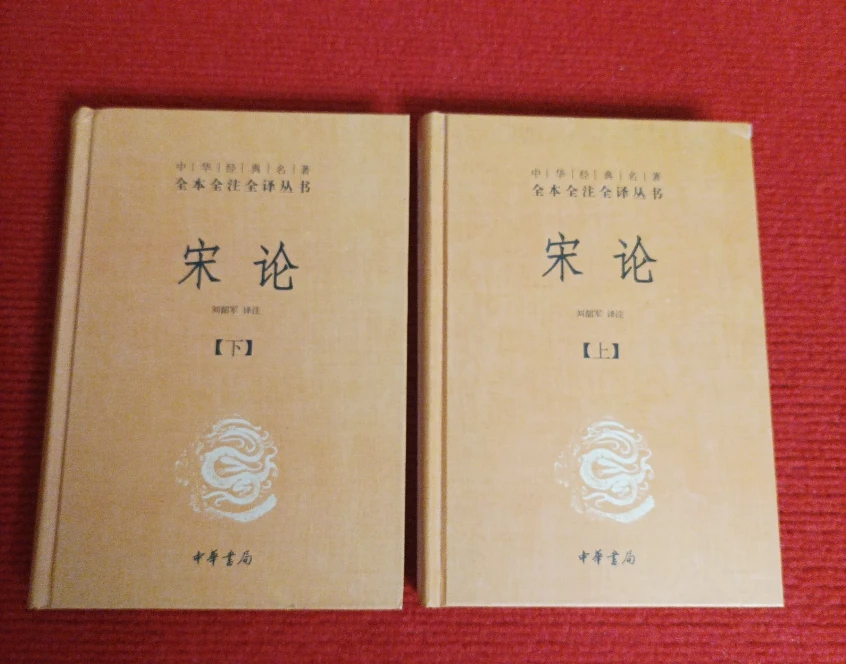 中华经典名著
全本全注全译丛书
宋论
刘韶军 译注
【下】
中華書局
中华经典名著
全本全注全译丛书
宋论
刘韶军 译注
【上】
中華書局